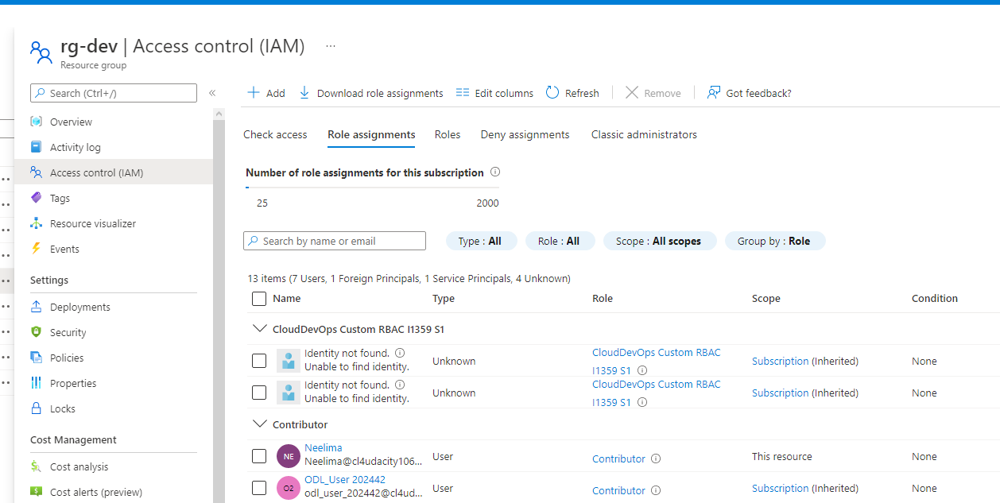 rg-dev | Access control (IAM) ...
Resource group
Search (Ctrl+/)
«
Overview
Activity log
Access control (IAM)
Tags
Resource visualizer
Events
Settings
Deployments
Security
Policies
Properties
Locks
Cost Management
Cost analysis
Cost alerts (preview)
Add Download role assignments Edit columns Refresh Remove Got feedback?
Check access Role assignments Roles Deny assignments Classic administrators
Number of role assignments for this subscription
25 2000
Search by name or email Type : All Role : All Scope : All scopes Group by : Role
13 items (7 Users, 1 Foreign Principals, 1 Service Principals, 4 Unknown)
Name Type Role Scope Condition
CloudDevOps Custom RBAC I1359 S1
Identity not found.
Unable to find identity.
Unknown
CloudDevOps Custom RBAC
I1359 S1
Subscription (Inherited)
None
Identity not found.
Unable to find identity.
Unknown
CloudDevOps Custom RBAC
I1359 S1
Subscription (Inherited)
None
Contributor
NE
Neelima
Neelima@cl4udacity106...
User
Contributor
This resource
None
O2
ODL_User 202442
odl_user_202442@cl4ud...
User
Contributor
Subscription (Inherited)
None